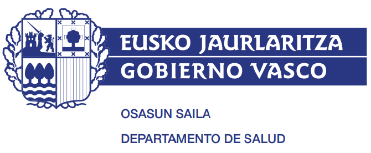 EUSKO JAURLARITZA
GOBIERNO VASCO
OSASUN SAILA
DEPARTAMENTO DE SALUD